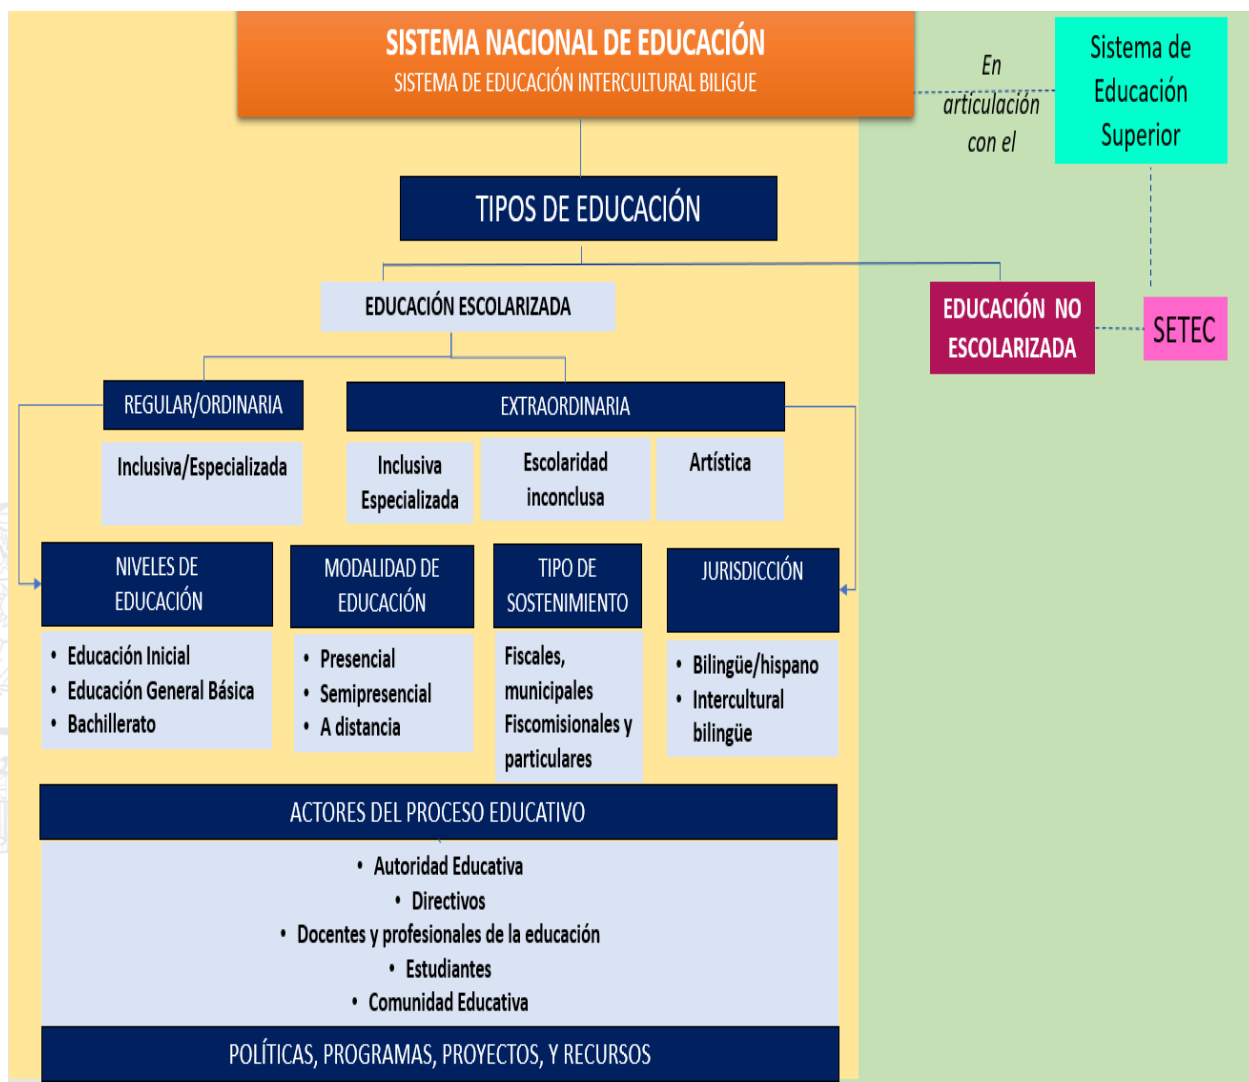 SISTEMA NACIONAL DE EDUCACIÓN
SISTEMA DE EDUCACIÓN INTERCULTURAL BILIGUE
En
articulación
con el
Sistema de
Educación
Superior
TIPOS DE EDUCACIÓN
EDUCACIÓN ESCOLARIZADA
EDUCACIÓN NO
ESCOLARIZADA
SETEC
REGULAR/ORDINARIA
EXTRAORDINARIA
Inclusiva/Especializada
Inclusiva
Especializada
Escolaridad
inconclusa
Artística
NIVELES DE
EDUCACIÓN
MODALIDAD DE
EDUCACIÓN
TIPO DE
SOSTENIMIENTO
JURISDICCIÓN
• Educación Inicial
• Educación General Básica
• Bachillerato
• Presencial
• Semipresencial
• A distancia
Fiscales,
municipales
Fiscomisionales y
particulares
• Bilingüe/hispano
• Intercultural
bilingüe
ACTORES DEL PROCESO EDUCATIVO
• Autoridad Educativa
• Directivos
• Docentes y profesionales de la educación
• Estudiantes
• Comunidad Educativa
POLÍTICAS, PROGRAMAS, PROYECTOS, Y RECURSOS